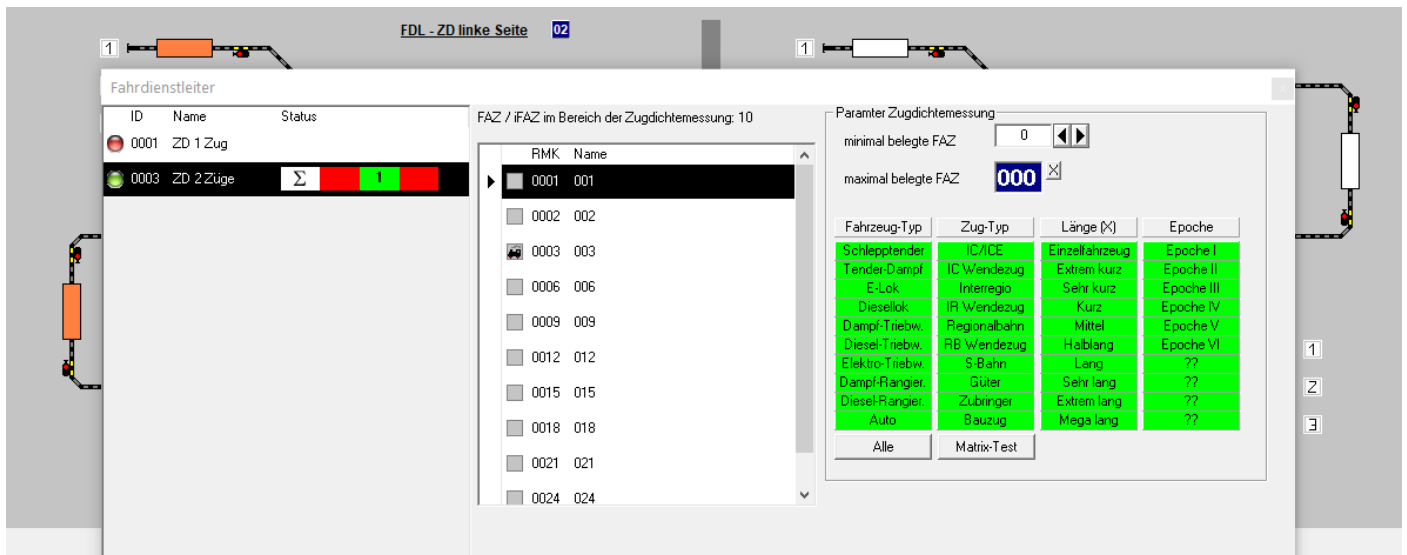 FDL - ZD linke Seite 02
1
1
Fahrdienstleiter
ID Name Status
0001 ZD 1 Zug
0003 ZD 2 Züge Σ 1
FAZ / iFAZ im Bereich der Zugdichtemessung: 10
RMK Name
0001 001
0002 002
0003 003
0006 006
0009 009
0012 012
0015 015
0018 018
0021 021
0024 024
Paramter Zugdichtemessung
minimal belegte FAZ 0
maximal belegte FAZ 000 X
Fahrzeug-Typ Zug-Typ Länge (X) Epoche
Schlepptender IC/ICE Einzelfahrzeug Epoche I
Tender-Dampf IC Wendezug Extrem kurz Epoche II
E-Lok Interregio Sehr kurz Epoche III
Diesellok IR Wendezug Kurz Epoche IV
Dampf-Triebw. Regionalbahn Mittel Epoche V
Diesel-Triebw. RB Wendezug Halblang Epoche VI
Elektro-Triebw. S-Bahn Lang ??
Dampf-Rangier. Güter Sehr lang ??
Diesel-Rangier. Zubringer Extrem lang ??
Auto Bauzug Mega lang ??
Alle Matrix-Test
1
2
3